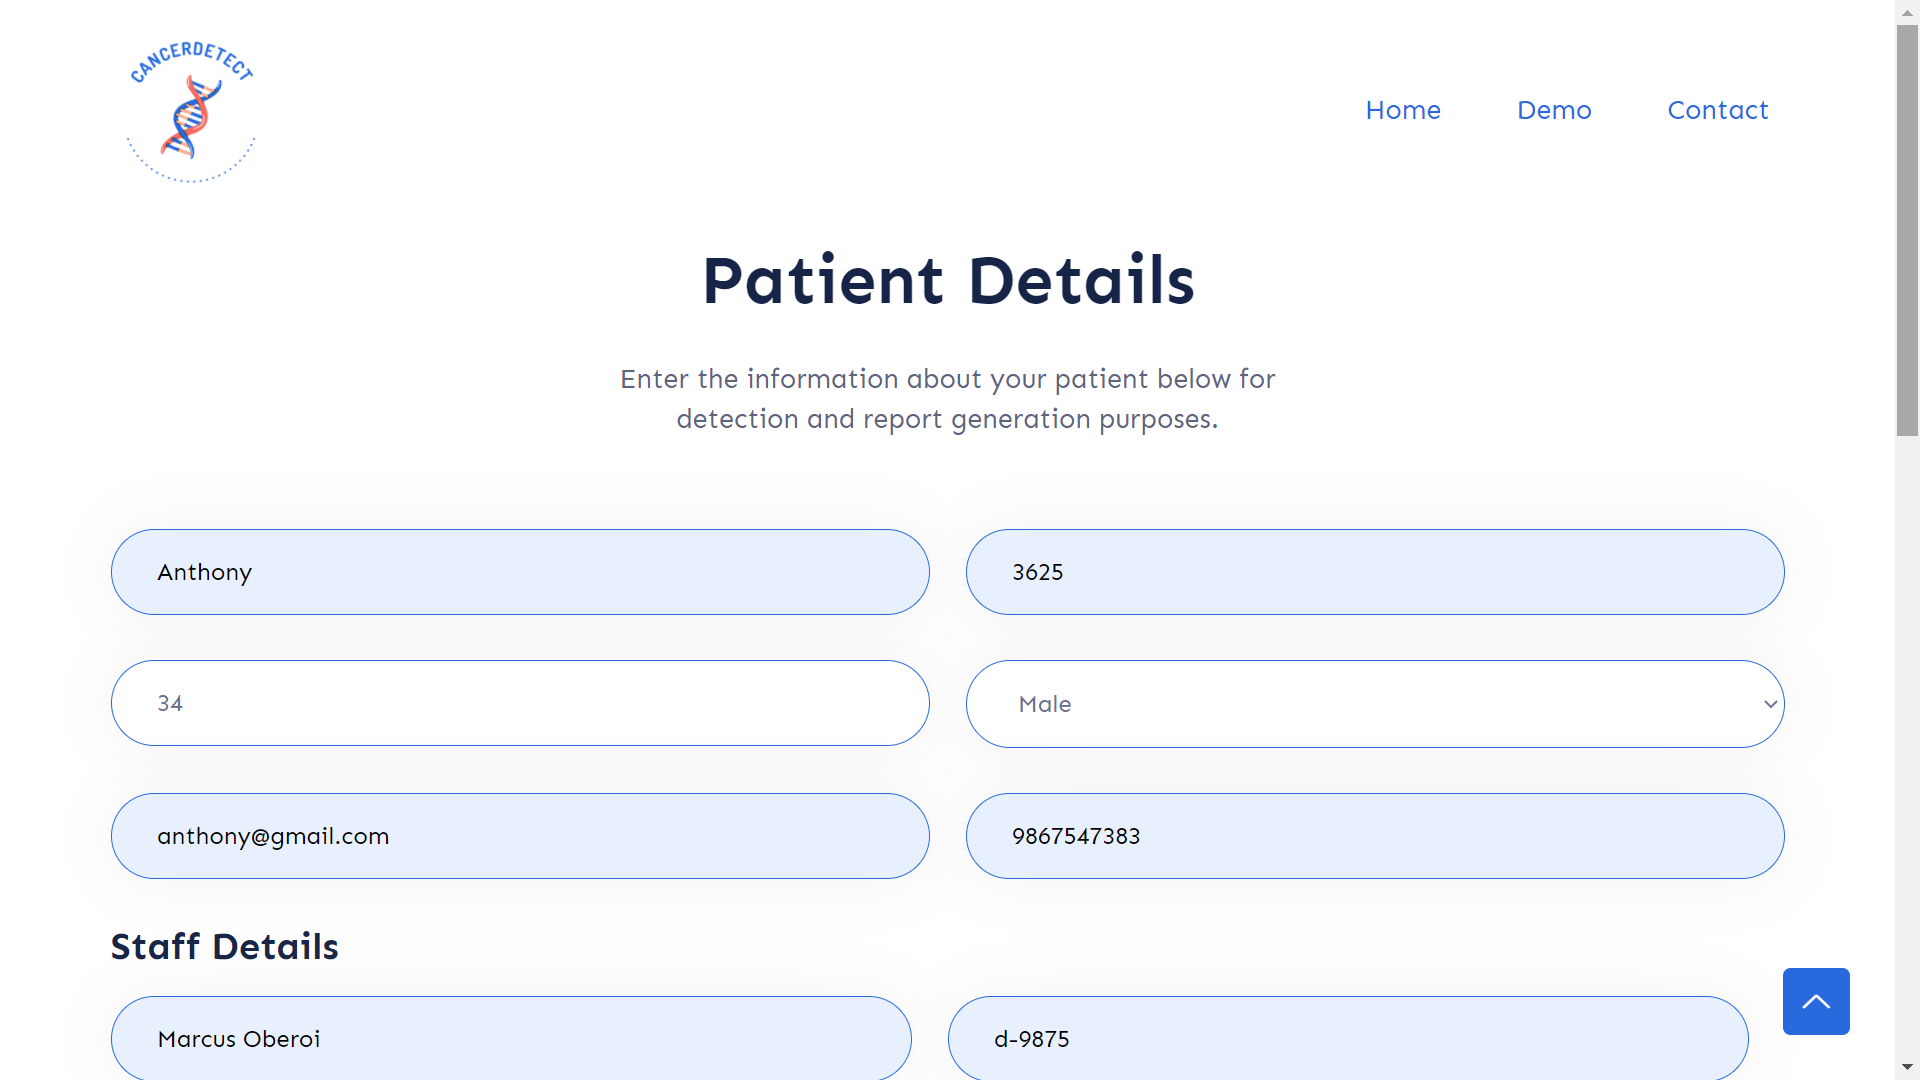 CANCERDETECT
Home
Demo
Contact
Patient Details
Enter the information about your patient below for
detection and report generation purposes.
Anthony
3625
34
Male
anthony@gmail.com
9867547383
Staff Details
Marcus Oberoi
d-9875